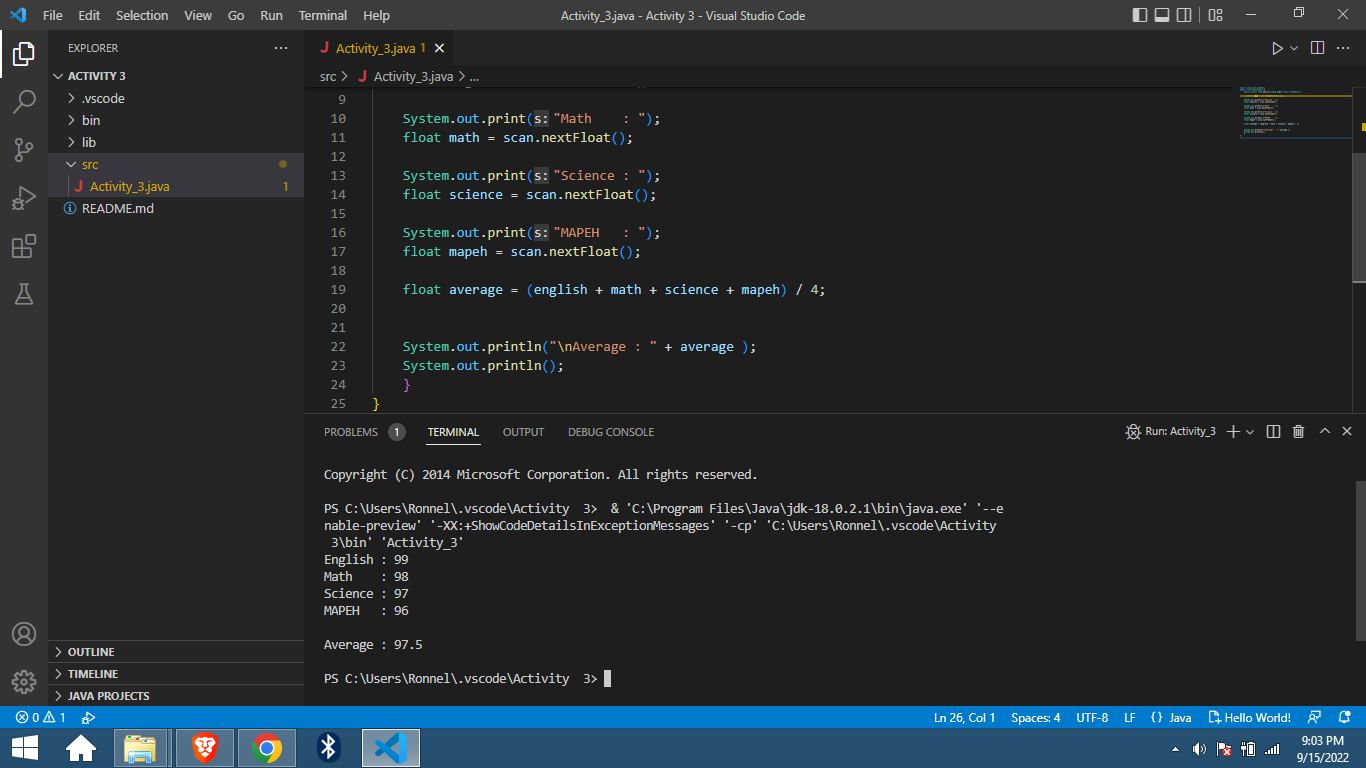 File Edit Selection View Go Run Terminal Help Activity_3.java - Activity 3 - Visual Studio Code
EXPLORER
ACTIVITY 3
.vscode
bin
lib
src
J Activity_3.java 1
README.md
OUTLINE
TIMELINE
JAVA PROJECTS
J Activity_3.java 1
src > J Activity_3.java > ...
9
10 System.out.print(s:"Math    : ");
11 float math = scan.nextFloat();
12
13 System.out.print(s:"Science : ");
14 float science = scan.nextFloat();
15
16 System.out.print(s:"MAPEH   : ");
17 float mapeh = scan.nextFloat();
18
19 float average = (english + math + science + mapeh) / 4;
20
21
22 System.out.println("\nAverage : " + average );
23 System.out.println();
24 }
25 }
PROBLEMS 1 TERMINAL OUTPUT DEBUG CONSOLE Run: Activity_3
Copyright (C) 2014 Microsoft Corporation. All rights reserved.
PS C:\Users\Ronnel\.vscode\Activity  3>  & 'C:\Program Files\Java\jdk-18.0.2.1\bin\java.exe' '--e
nable-preview' '-XX:+ShowCodeDetailsInExceptionMessages' '-cp' 'C:\Users\Ronnel\.vscode\Activity
 3\bin' 'Activity_3'
English : 99
Math    : 98
Science : 97
MAPEH   : 96
Average : 97.5
PS C:\Users\Ronnel\.vscode\Activity  3>
0 1 Ln 26, Col 1 Spaces: 4 UTF-8 LF {} Java Hello World!
9:03 PM
9/15/2022